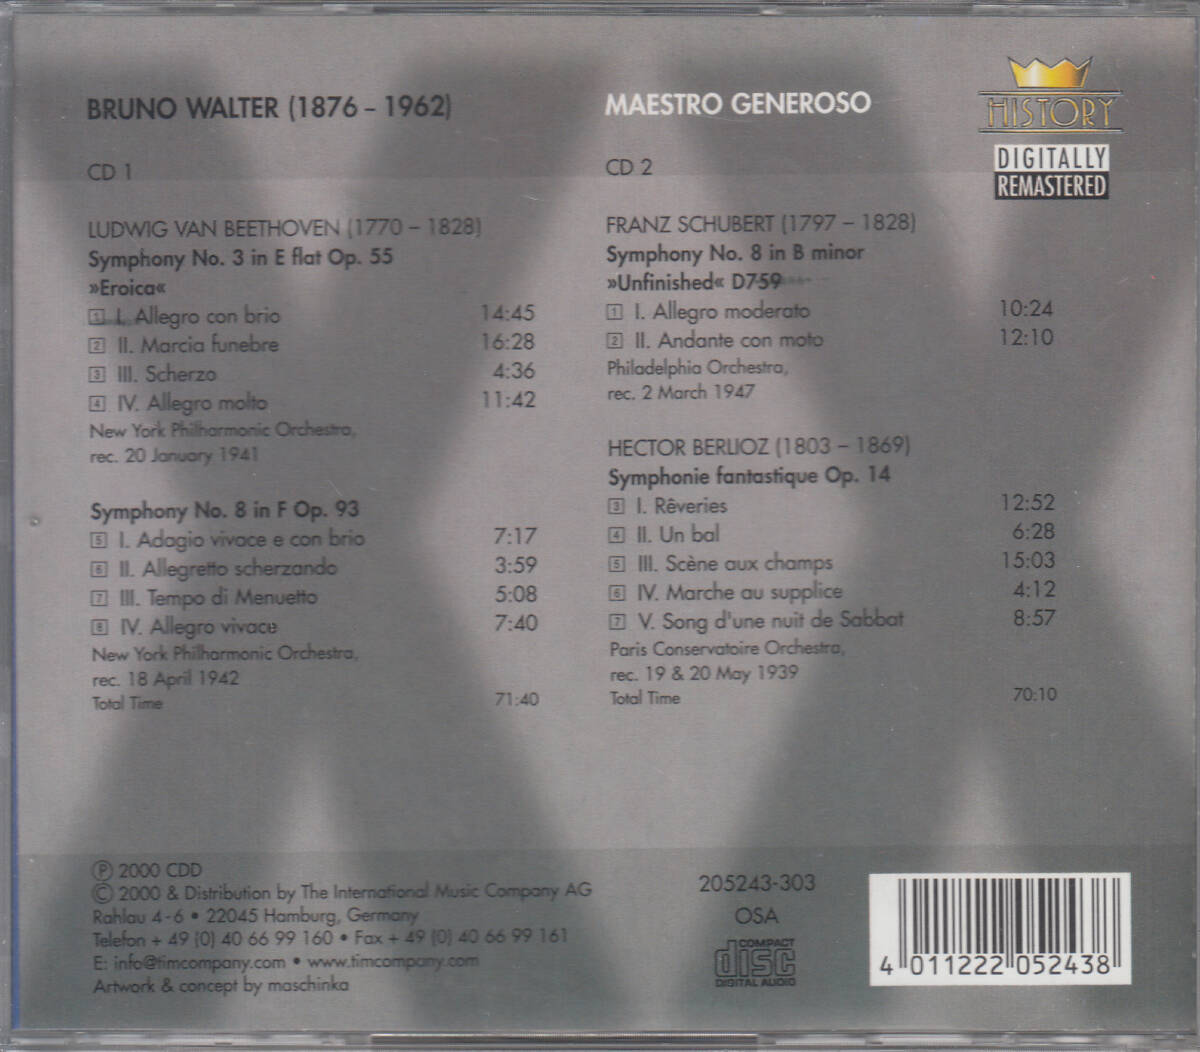 BRUNO WALTER (1876 – 1962)
CD 1
LUDWIG VAN BEETHOVEN (1770 – 1828)
Symphony No. 3 in E flat Op. 55
»Eroica«
1 I. Allegro con brio 14:45
2 II. Marcia funebre 16:28
3 III. Scherzo 4:36
4 IV. Allegro molto 11:42
New York Philharmonic Orchestra,
rec. 20 January 1941
Symphony No. 8 in F Op. 93
5 I. Adagio vivace e con brio 7:17
6 II. Allegretto scherzando 3:59
7 III. Tempo di Menuetto 5:08
8 IV. Allegro vivace 7:40
New York Philharmonic Orchestra,
rec. 18 April 1942
Total Time 71:40
MAESTRO GENEROSO
CD 2
FRANZ SCHUBERT (1797 – 1828)
Symphony No. 8 in B minor
»Unfinished« D759
1 I. Allegro moderato 10:24
2 II. Andante con moto 12:10
Philadelphia Orchestra,
rec. 2 March 1947
HECTOR BERLIOZ (1803 – 1869)
Symphonie fantastique Op. 14
3 I. Rêveries 12:52
4 II. Un bal 6:28
5 III. Scène aux champs 15:03
6 IV. Marche au supplice 4:12
7 V. Song d'une nuit de Sabbat 8:57
Paris Conservatoire Orchestra,
rec. 19 & 20 May 1939
Total Time 70:10
HISTORY
DIGITALLY
REMASTERED
Ⓟ 2000 CDD
© 2000 & Distribution by The International Music Company AG
Rahlau 4-6 • 22045 Hamburg, Germany
Telefon + 49 (0) 40 66 99 160 • Fax + 49 (0) 40 66 99 161
E: info@timcompany.com • www.timcompany.com
Artwork & concept by maschinka
205243-303
OSA
COMPACT
disc
DIGITAL AUDIO
4 011222 052438